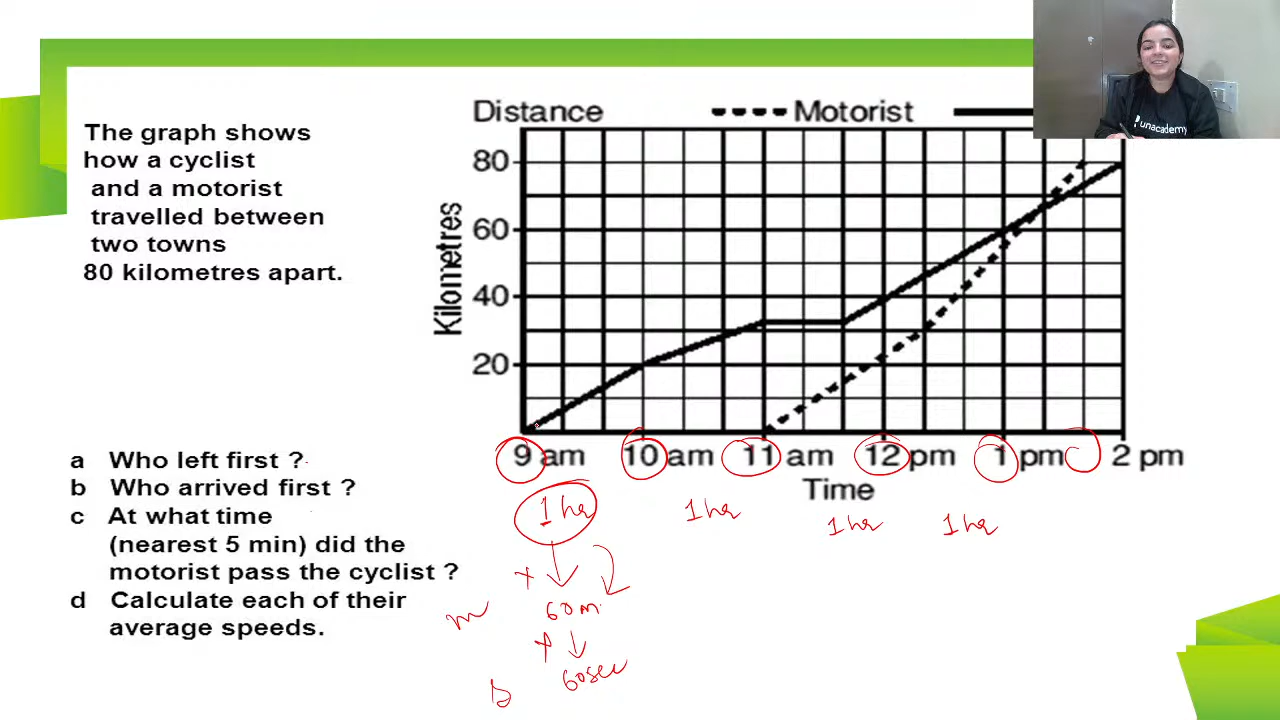 The graph shows
how a cyclist
and a motorist
travelled between
two towns
80 kilometres apart.
a Who left first ?
b Who arrived first ?
c At what time
(nearest 5 min) did the
motorist pass the cyclist ?
d Calculate each of their
average speeds.
Distance
Motorist
Kilometres
80
60
40
20
9 am 10 am 11 am 12 pm 1 pm 2 pm
Time
1 hr 1 hr 1 hr 1 hr
60 m.
60 sec
m
unacademy